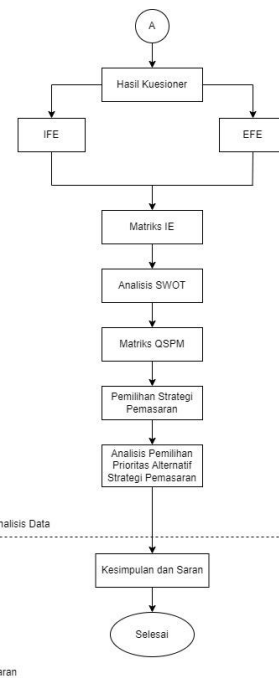 A
Hasil Kuesioner
IFE
EFE
Matriks IE
Analisis SWOT
Matriks QSPM
Pemilihan Strategi
Pemasaran
Analisis Pemilihan
Prioritas Alternatif
Strategi Pemasaran
nalisis Data
Kesimpulan dan Saran
Selesai
aran